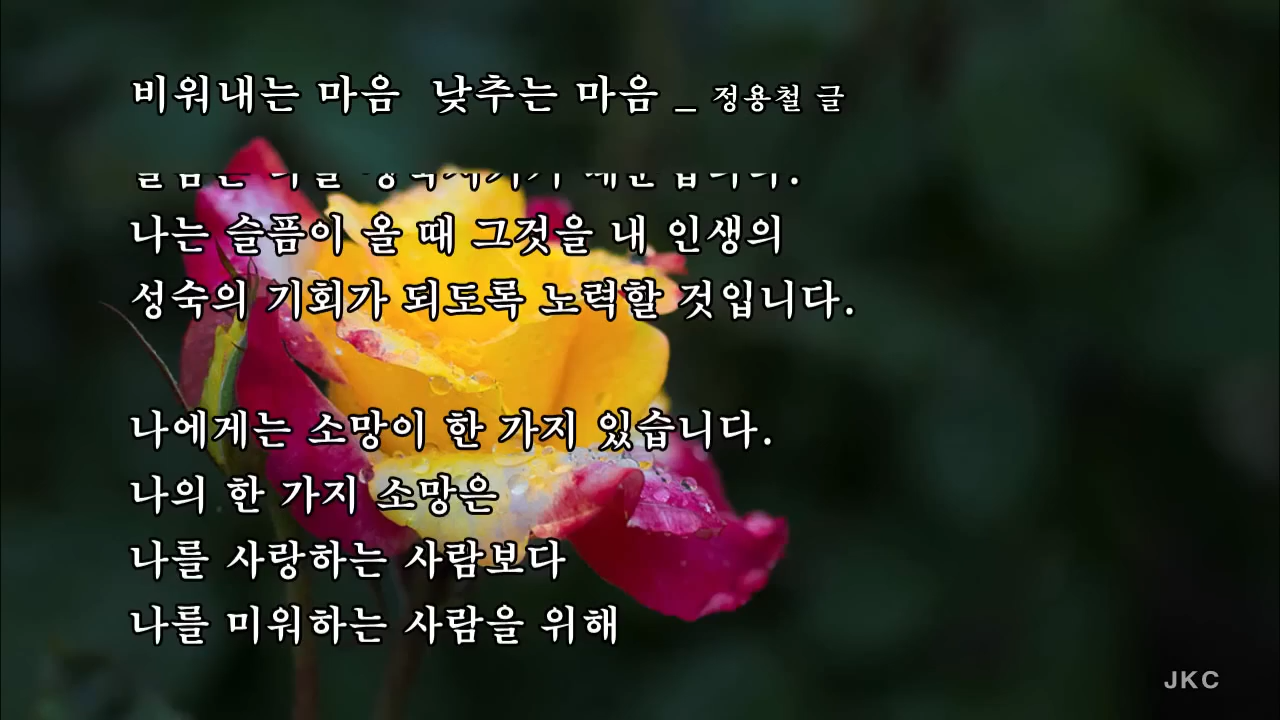 비워내는 마음 낮추는 마음 _ 정용철 글
나는 슬픔이 올 때 그것을 내 인생의
성숙의 기회가 되도록 노력할 것입니다.
나에게는 소망이 한 가지 있습니다.
나의 한 가지 소망은
나를 사랑하는 사람보다
나를 미워하는 사람을 위해
JKC